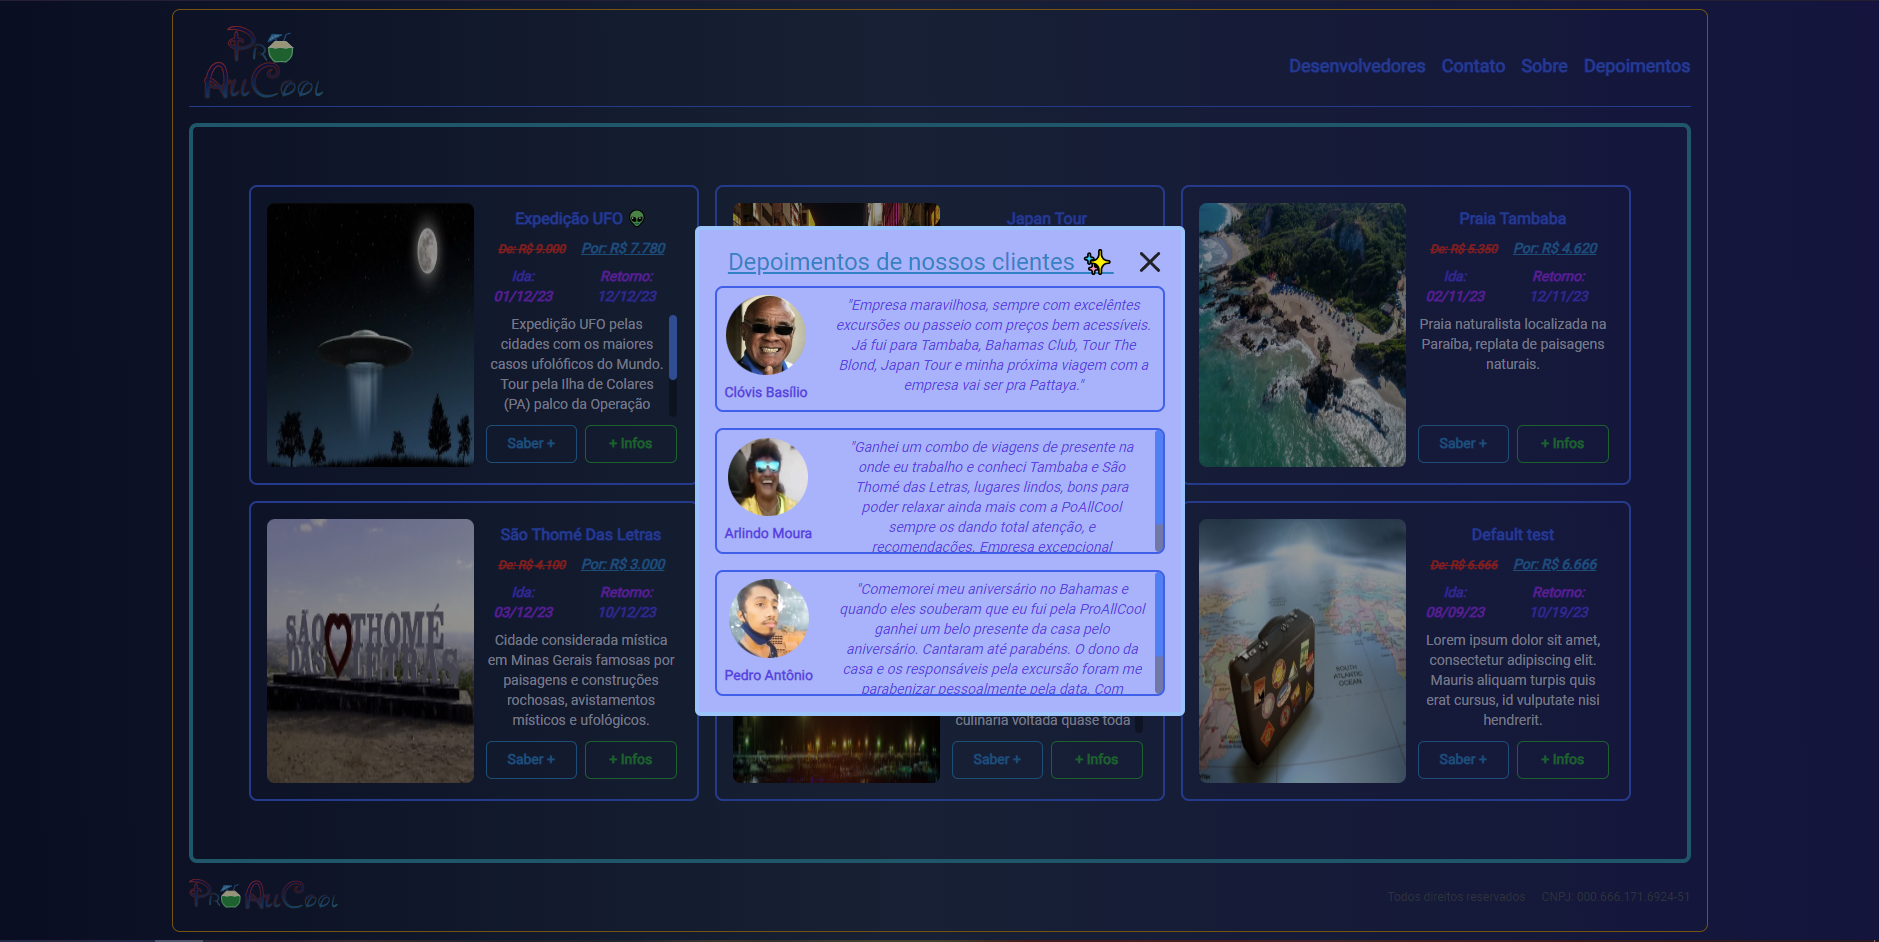 Pro
AllCool
Desenvolvedores Contato Sobre Depoimentos
Expedição UFO 👽
De: R$ 9.000 Por: R$ 7.780
Ida: Retorno:
01/12/23 12/12/23
Expedição UFO pelas
cidades com os maiores
casos ufolóficos do Mundo.
Tour pela Ilha de Colares
(PA) palco da Operação
Saber + + Infos
Japan Tour
Praia Tambaba
De: R$ 5.350 Por: R$ 4.620
Ida: Retorno:
02/11/23 12/11/23
Praia naturalista localizada na
Paraíba, replata de paisagens
naturais.
Saber + + Infos
Depoimentos de nossos clientes ✨
"Empresa maravilhosa, sempre com excelêntes
excursões ou passeio com preços bem acessíveis.
Já fui para Tambaba, Bahamas Club, Tour The
Blond, Japan Tour e minha próxima viagem com a
empresa vai ser pra Pattaya."
Clóvis Basílio
"Ganhei um combo de viagens de presente na
onde eu trabalho e conheci Tambaba e São
Thomé das Letras, lugares lindos, bons para
poder relaxar ainda mais com a PoAllCool
sempre os dando total atenção, e
recomendações. Empresa excepcional
Arlindo Moura
"Comemorei meu aniversário no Bahamas e
quando eles souberam que eu fui pela ProAllCool
ganhei um belo presente da casa pelo
aniversário. Cantaram até parabéns. O dono da
casa e os responsáveis pela excursão foram me
parabenizar pessoalmente pela data. Com
Pedro Antônio
São Thomé Das Letras
De: R$ 4.100 Por: R$ 3.000
Ida: Retorno:
03/12/23 10/12/23
Cidade considerada mística
em Minas Gerais famosas por
paisagens e construções
rochosas, avistamentos
místicos e ufológicos.
Saber + + Infos
SÃO THOMÉ
DAS LETRAS
culinária voltada quase toda
Saber + + Infos
Default test
De: R$ 6.666 Por: R$ 6.666
Ida: Retorno:
08/09/23 10/19/23
Lorem ipsum dolor sit amet,
consectetur adipiscing elit.
Mauris aliquam turpis quis
erat cursus, id vulputate nisi
hendrerit.
Saber + + Infos
SOUTH
ATLANTIC
OCEAN
Pro AllCool
Todos direitos reservados CNPJ: 000.666.171.6924-51